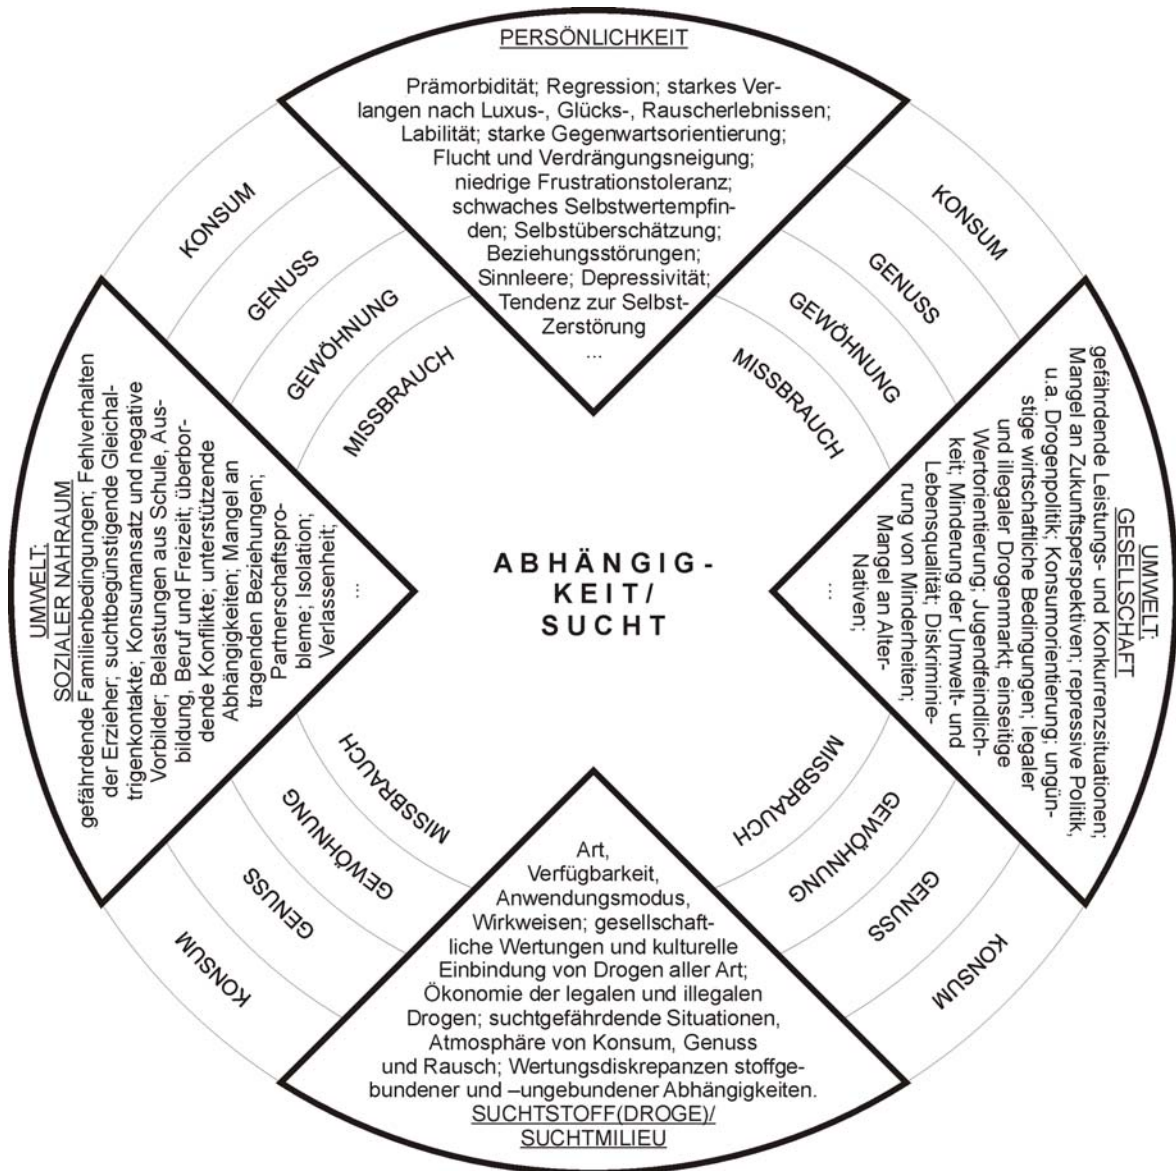 PERSÖNLICHKEIT
Prämorbidität; Regression; starkes Ver-
langen nach Luxus-, Glücks-, Rauscherlebnissen;
Labilität; starke Gegenwartsorientierung;
Flucht und Verdrängungsneigung;
niedrige Frustrationstoleranz;
schwaches Selbstwertempfin-
den; Selbstüberschätzung;
Beziehungsstörungen;
Sinnleere; Depressivität;
Tendenz zur Selbst-
Zerstörung
...
KONSUM
GENUSS
GEWÖHNUNG
MISSBRAUCH
KONSUM
GENUSS
GEWÖHNUNG
MISSBRAUCH
UMWELT:
SOZIALER NAHRAUM
gefährdende Familienbedingungen; Fehlverhalten
der Erzieher; suchtbegünstigende Gleichal-
trigenkontakte; Konsumansatz und negative
Vorbilder; Belastungen aus Schule, Aus-
bildung, Beruf und Freizeit; überbor-
dende Konflikte; unterstützende
Abhängigkeiten; Mangel an
tragenden Beziehungen;
Partnerschaftspro-
bleme; Isolation;
Verlassenheit;
...
ABHÄNGIG-
KEIT/
SUCHT
UMWELT:
GESELLSCHAFT
gefährdende Leistungs- und Konkurrenzsituationen;
Mangel an Zukunftsperspektiven; repressive Politik,
u.a. Drogenpolitik; Konsumorientierung; ungün-
stige wirtschaftliche Bedingungen; legaler
und illegaler Drogenmarkt; einseitige
Wertorientierung; Jugendfeindlich-
keit; Minderung der Umwelt- und
Lebensqualität; Diskriminie-
rung von Minderheiten;
Mangel an Alter-
Nativen;
...
MISSBRAUCH
GEWÖHNUNG
GENUSS
KONSUM
MISSBRAUCH
GEWÖHNUNG
GENUSS
KONSUM
Art,
Verfügbarkeit,
Anwendungsmodus,
Wirkweisen; gesellschaft-
liche Wertungen und kulturelle
Einbindung von Drogen aller Art;
Ökonomie der legalen und illegalen
Drogen; suchtgefährdende Situationen,
Atmosphäre von Konsum, Genuss
und Rausch; Wertungsdiskrepanzen stoffge-
bundener und –ungebundener Abhängigkeiten.
SUCHTSTOFF(DROGE)/
SUCHTMILIEU